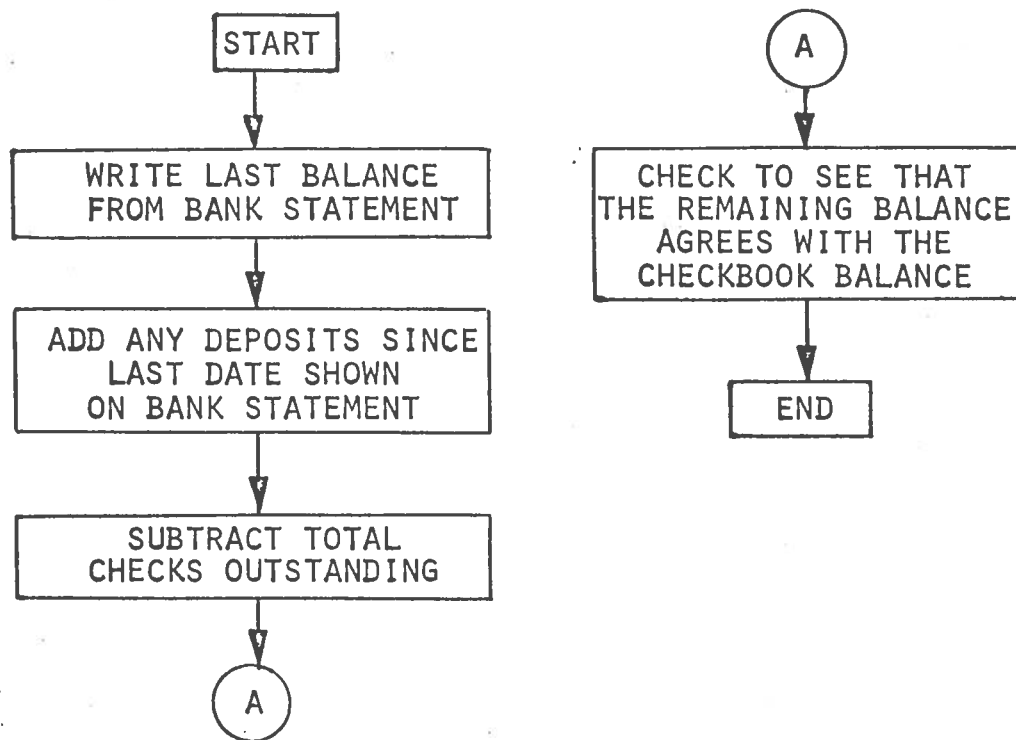 START
WRITE LAST BALANCE
FROM BANK STATEMENT
ADD ANY DEPOSITS SINCE
LAST DATE SHOWN
ON BANK STATEMENT
SUBTRACT TOTAL
CHECKS OUTSTANDING
A
A
CHECK TO SEE THAT
THE REMAINING BALANCE
AGREES WITH THE
CHECKBOOK BALANCE
END